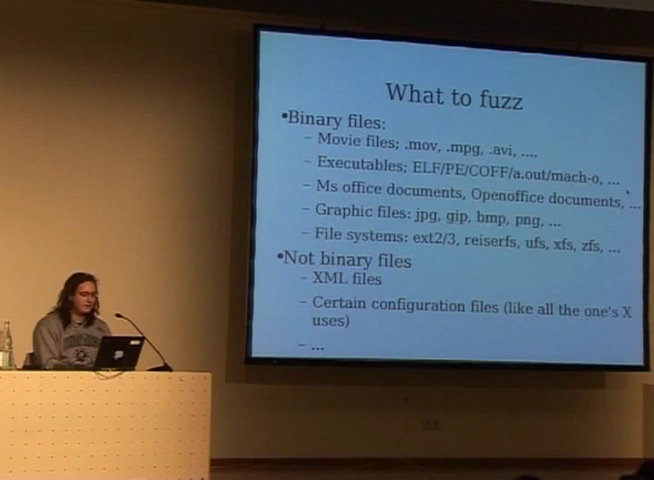 What to fuzz
•Binary files:
– Movie files; .mov, .mpg, .avi, ....
– Executables; ELF/PE/COFF/a.out/mach-o, ...
– Ms office documents, Openoffice documents, ...
– Graphic files: jpg, gip, bmp, png, ...
– File systems: ext2/3, reiserfs, ufs, xfs, zfs, ...
•Not binary files
– XML files
– Certain configuration files (like all the one's X
uses)
– ...